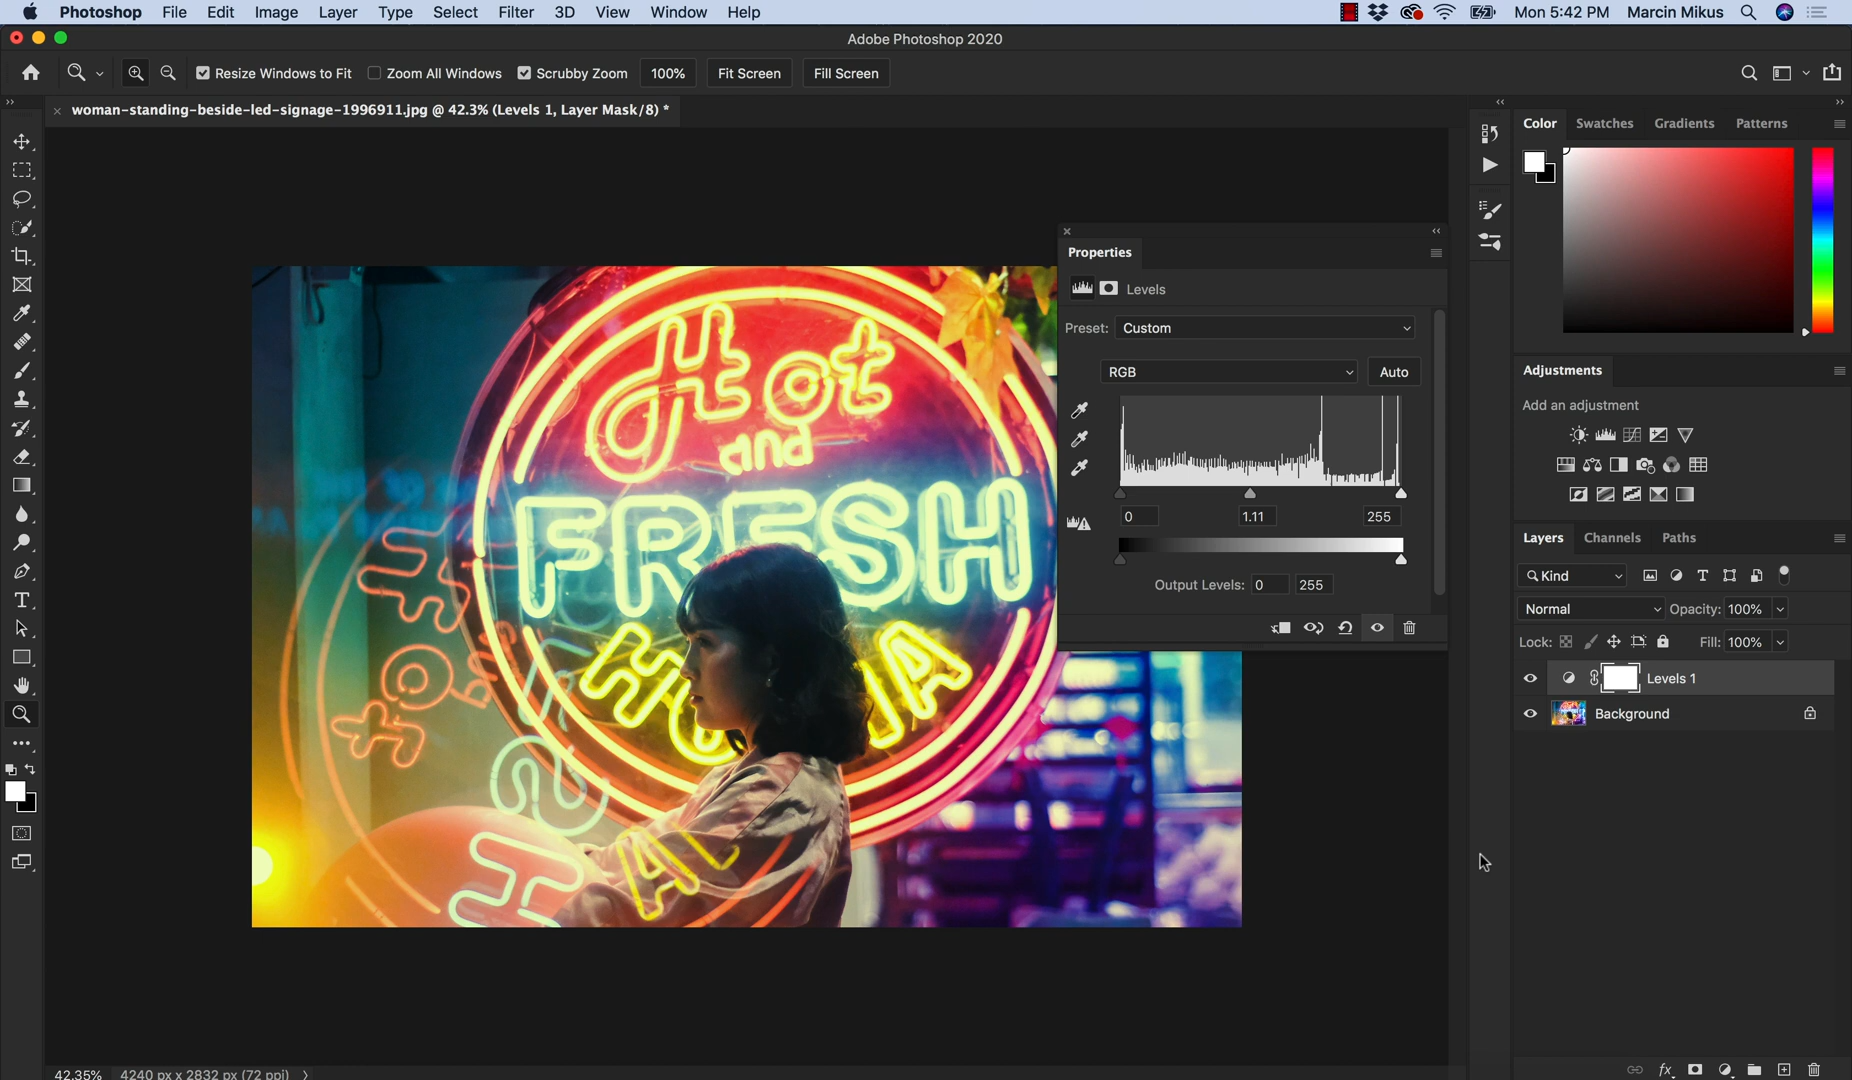 Photoshop File Edit Image Layer Type Select Filter 3D View Window Help Mon 5:42 PM Marcin Mikus
Adobe Photoshop 2020
Resize Windows to Fit Zoom All Windows Scrubby Zoom 100% Fit Screen Fill Screen
woman-standing-beside-led-signage-1996911.jpg @ 42.3% (Levels 1, Layer Mask/8) *
Hot
and
FRESH
Properties
Levels
Preset: Custom
RGB Auto
0 1.11 255
Output Levels: 0 255
Color Swatches Gradients Patterns
Adjustments
Add an adjustment
Layers Channels Paths
Kind
Normal Opacity: 100%
Lock: Fill: 100%
Levels 1
Background
fx
42.35% 4240 px x 2832 px (72 ppi)